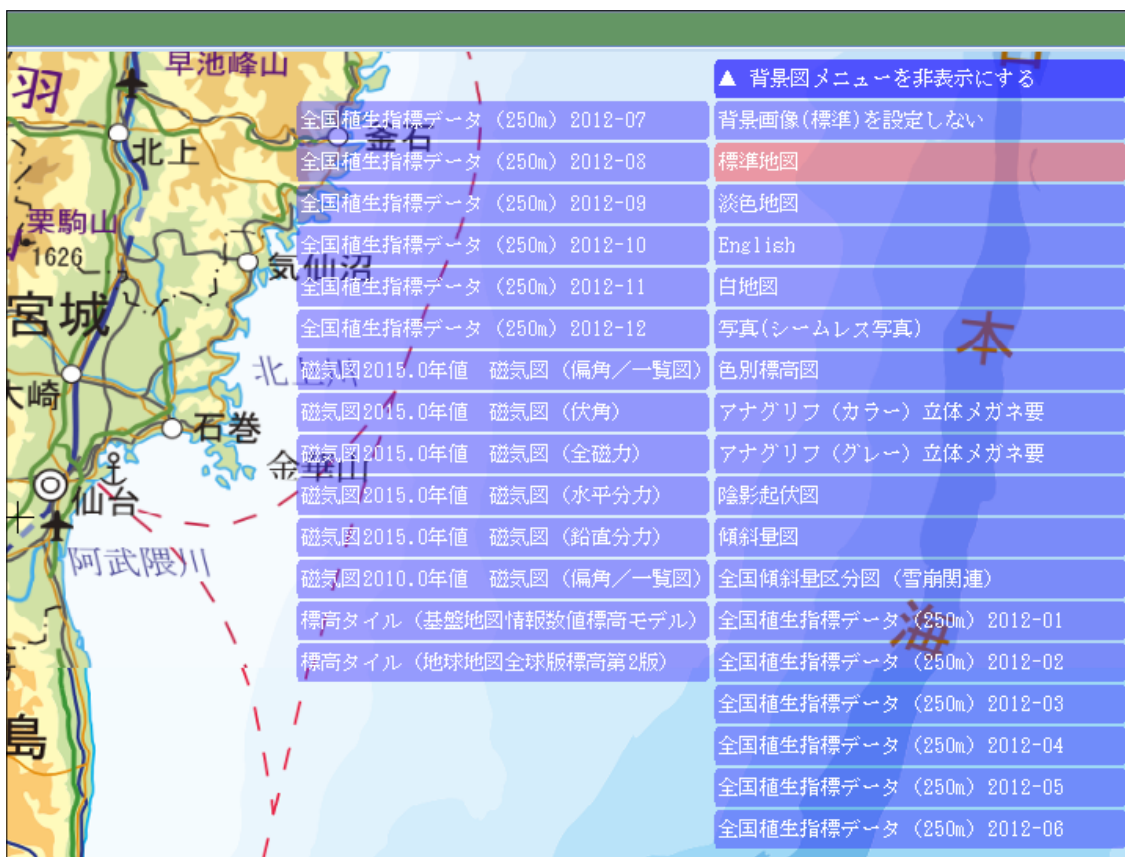 ▲ 背景図メニューを非表示にする
背景画像(標準)を設定しない
標準地図
淡色地図
English
白地図
写真(シームレス写真)
色別標高図
アナグリフ（カラー）立体メガネ要
アナグリフ（グレー）立体メガネ要
陰影起伏図
傾斜量図
全国傾斜量区分図（雪崩関連）
全国植生指標データ（250m）2012-01
全国植生指標データ（250m）2012-02
全国植生指標データ（250m）2012-03
全国植生指標データ（250m）2012-04
全国植生指標データ（250m）2012-05
全国植生指標データ（250m）2012-06
全国植生指標データ（250m）2012-07
全国植生指標データ（250m）2012-08
全国植生指標データ（250m）2012-09
全国植生指標データ（250m）2012-10
全国植生指標データ（250m）2012-11
全国植生指標データ（250m）2012-12
磁気図2015.0年値　磁気図（偏角／一覧図）
磁気図2015.0年値　磁気図（伏角）
磁気図2015.0年値　磁気図（全磁力）
磁気図2015.0年値　磁気図（水平分力）
磁気図2015.0年値　磁気図（鉛直分力）
磁気図2010.0年値　磁気図（偏角／一覧図）
標高タイル（基盤地図情報数値標高モデル）
標高タイル（地球地図全球版標高第2版）
早池峰山
羽
釜石
北上
栗駒山
1626
気仙沼
宮城
北上川
大崎
石巻
金華山
仙台
阿武隈川
島
本
海